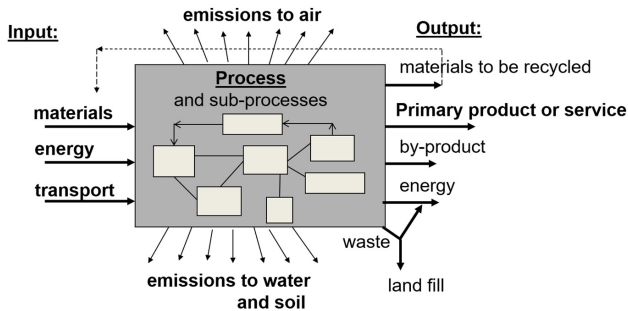 emissions to air
Input:
Output:
materials to be recycled
Process
and sub-processes
materials
Primary product or service
energy
by-product
transport
energy
waste
emissions to water
and soil
land fill